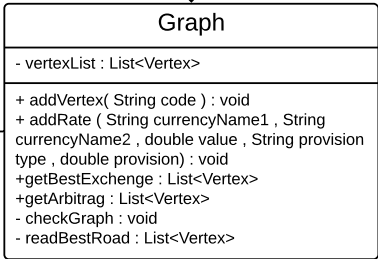 Graph
- vertexList : List<Vertex>
+ addVertex( String code ) : void
+ addRate ( String currencyName1 , String
currencyName2 , double value , String provision
type , double provision) : void
+getBestExchenge : List<Vertex>
+getArbitrag : List<Vertex>
- checkGraph : void
- readBestRoad : List<Vertex>